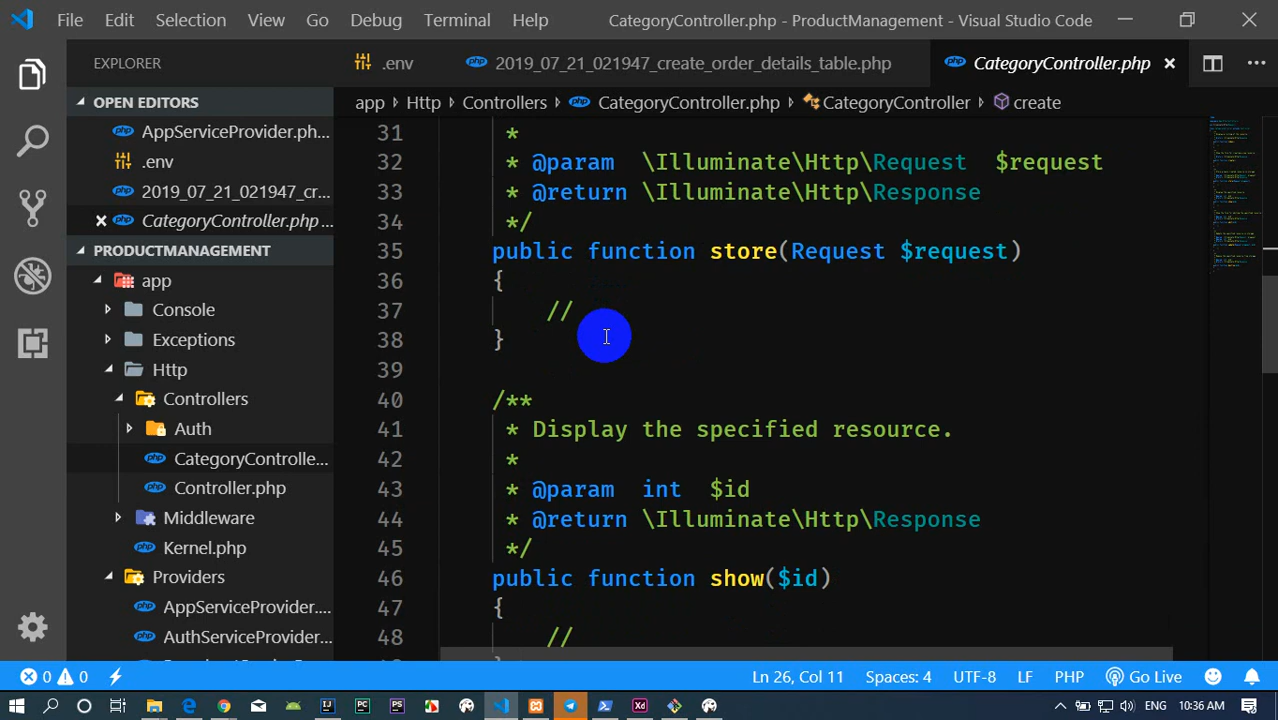 File Edit Selection View Go Debug Terminal Help CategoryController.php - ProductManagement - Visual Studio Code
EXPLORER
.env 2019_07_21_021947_create_order_details_table.php CategoryController.php
OPEN EDITORS
AppServiceProvider.ph...
.env
2019_07_21_021947_cr...
CategoryController.php
PRODUCTMANAGEMENT
app
Console
Exceptions
Http
Controllers
Auth
CategoryControlle...
Controller.php
Middleware
Kernel.php
Providers
AppServiceProvider....
AuthServiceProvider...
app Http Controllers CategoryController.php CategoryController create
31 *
32 * @param \Illuminate\Http\Request $request
33 * @return \Illuminate\Http\Response
34 */
35 public function store(Request $request)
36 {
37 //
38 }
39
40 /**
41 * Display the specified resource.
42 *
43 * @param int $id
44 * @return \Illuminate\Http\Response
45 */
46 public function show($id)
47 {
48 //
0 0 Ln 26, Col 11 Spaces: 4 UTF-8 LF PHP Go Live
ENG 10:36 AM